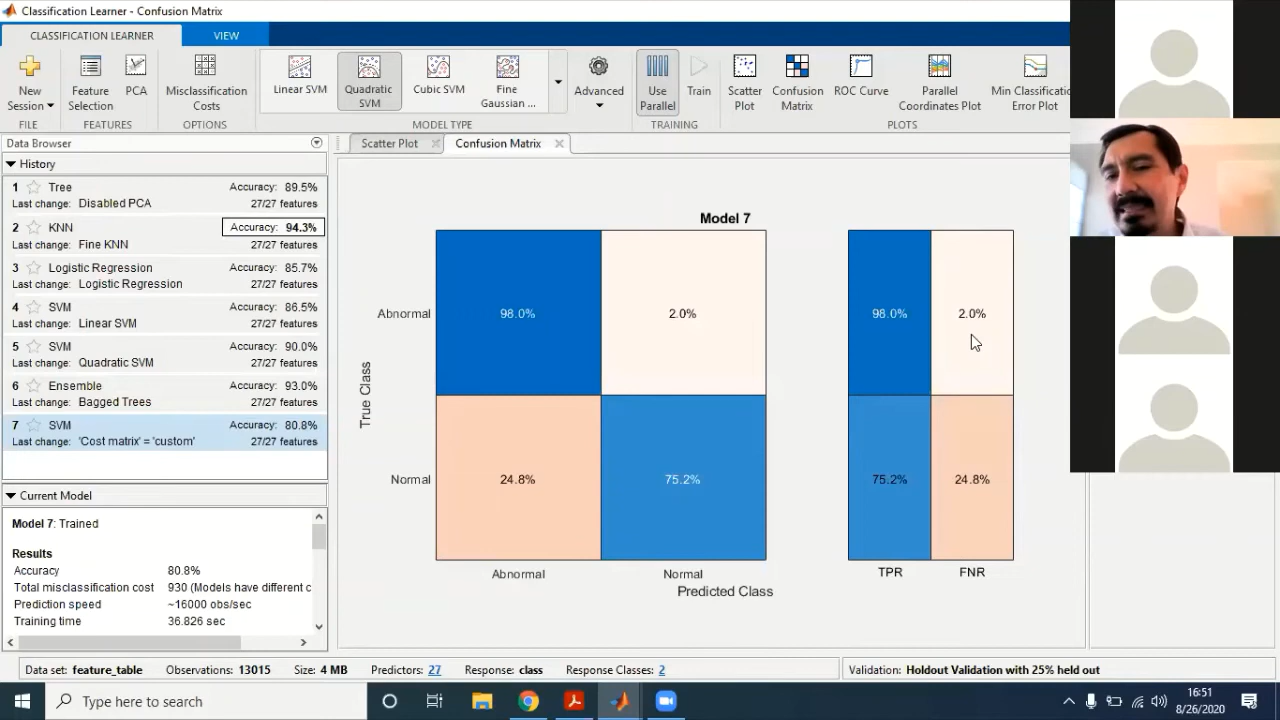 Classification Learner - Confusion Matrix
CLASSIFICATION LEARNER
VIEW
New
Session
Feature
Selection
PCA
Misclassification
Costs
Linear SVM
Quadratic
SVM
Cubic SVM
Fine
Gaussian ...
Advanced
Use
Parallel
Train
Scatter
Plot
Confusion
Matrix
ROC Curve
Parallel
Coordinates Plot
Min Classification
Error Plot
FILE
FEATURES
OPTIONS
MODEL TYPE
TRAINING
PLOTS
Data Browser
Scatter Plot
Confusion Matrix
History
1 Tree Accuracy: 89.5%
Last change: Disabled PCA 27/27 features
2 KNN Accuracy: 94.3%
Last change: Fine KNN 27/27 features
3 Logistic Regression Accuracy: 85.7%
Last change: Logistic Regression 27/27 features
4 SVM Accuracy: 86.5%
Last change: Linear SVM 27/27 features
5 SVM Accuracy: 90.0%
Last change: Quadratic SVM 27/27 features
6 Ensemble Accuracy: 93.0%
Last change: Bagged Trees 27/27 features
7 SVM Accuracy: 80.8%
Last change: 'Cost matrix' = 'custom' 27/27 features
Current Model
Model 7: Trained
Results
Accuracy 80.8%
Total misclassification cost 930 (Models have different c
Prediction speed ~16000 obs/sec
Training time 36.826 sec
Model 7
True Class
Abnormal
98.0% 2.0%
98.0% 2.0%
Normal
24.8% 75.2%
75.2% 24.8%
Abnormal Normal
TPR FNR
Predicted Class
Data set: feature_table Observations: 13015 Size: 4 MB Predictors: 27 Response: class Response Classes: 2
Validation: Holdout Validation with 25% held out
Type here to search
16:51
8/26/2020